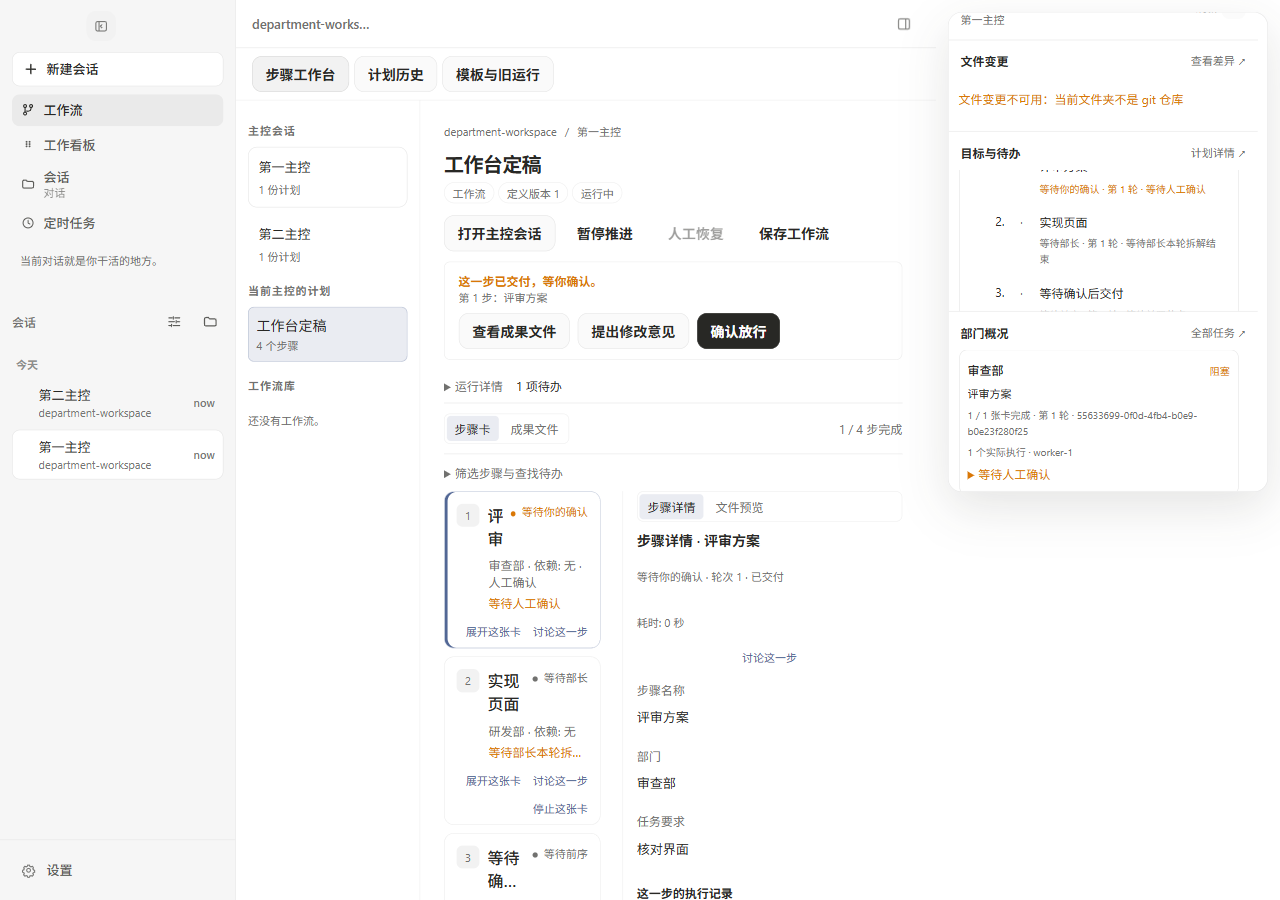 新建会话
工作流
工作看板
会话
对话
定时任务
当前对话就是你干活的地方。
会话
今天
第二主控
department-workspace
now
第一主控
department-workspace
now
设置
department-works...
步骤工作台
计划历史
模板与旧运行
主控会话
第一主控
1 份计划
第二主控
1 份计划
当前主控的计划
工作台定稿
4 个步骤
工作流库
还没有工作流。
department-workspace / 第一主控
工作台定稿
工作流
定义版本 1
运行中
打开主控会话
暂停推进
人工恢复
保存工作流
这一步已交付，等你确认。
第 1 步：评审方案
查看成果文件
提出修改意见
确认放行
▶ 运行详情 1 项待办
步骤卡
成果文件
1 / 4 步完成
▶ 筛选步骤与查找待办
1
评审
● 等待你的确认
审查部 · 依赖: 无 ·
人工确认
等待人工确认
展开这张卡
讨论这一步
2
实现
页面
● 等待部长
研发部 · 依赖: 无
等待部长本轮拆...
展开这张卡
讨论这一步
停止这张卡
3
等待
确...
● 等待前序
步骤详情
文件预览
步骤详情 · 评审方案
等待你的确认 · 轮次 1 · 已交付
耗时: 0 秒
讨论这一步
步骤名称
评审方案
部门
审查部
任务要求
核对界面
这一步的执行记录
第一主控
文件变更
查看差异 ↗
文件变更不可用：当前文件夹不是 git 仓库
目标与待办
计划详情 ↗
等待你的确认 · 第 1 轮 · 等待人工确认
2. · 实现页面
等待部长 · 第 1 轮 · 等待部长本轮拆解结
束
3. · 等待确认后交付
部门概况
全部任务 ↗
审查部
阻塞
评审方案
1 / 1 张卡完成 · 第 1 轮 · 55633699-0f0d-4fb4-b0e9-
b0e23f280f25
1 个实际执行 · worker-1
▶ 等待人工确认